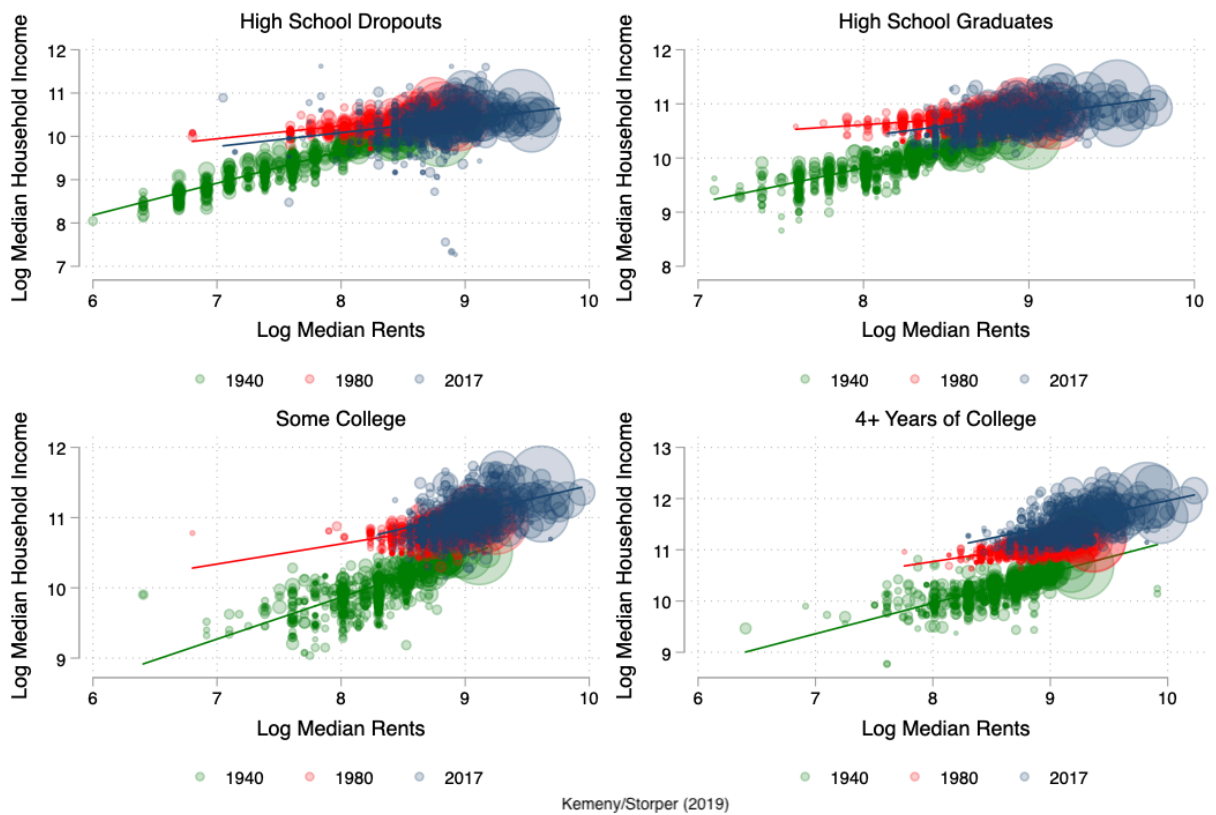 High School Dropouts
Log Median Household Income
12
11
10
9
8
7
6 7 8 9 10
Log Median Rents
1940 1980 2017
High School Graduates
Log Median Household Income
12
11
10
9
8
7 8 9 10
Log Median Rents
1940 1980 2017
Some College
Log Median Household Income
12
11
10
9
6 7 8 9 10
Log Median Rents
1940 1980 2017
4+ Years of College
Log Median Household Income
13
12
11
10
9
6 7 8 9 10
Log Median Rents
1940 1980 2017
Kemeny/Storper (2019)